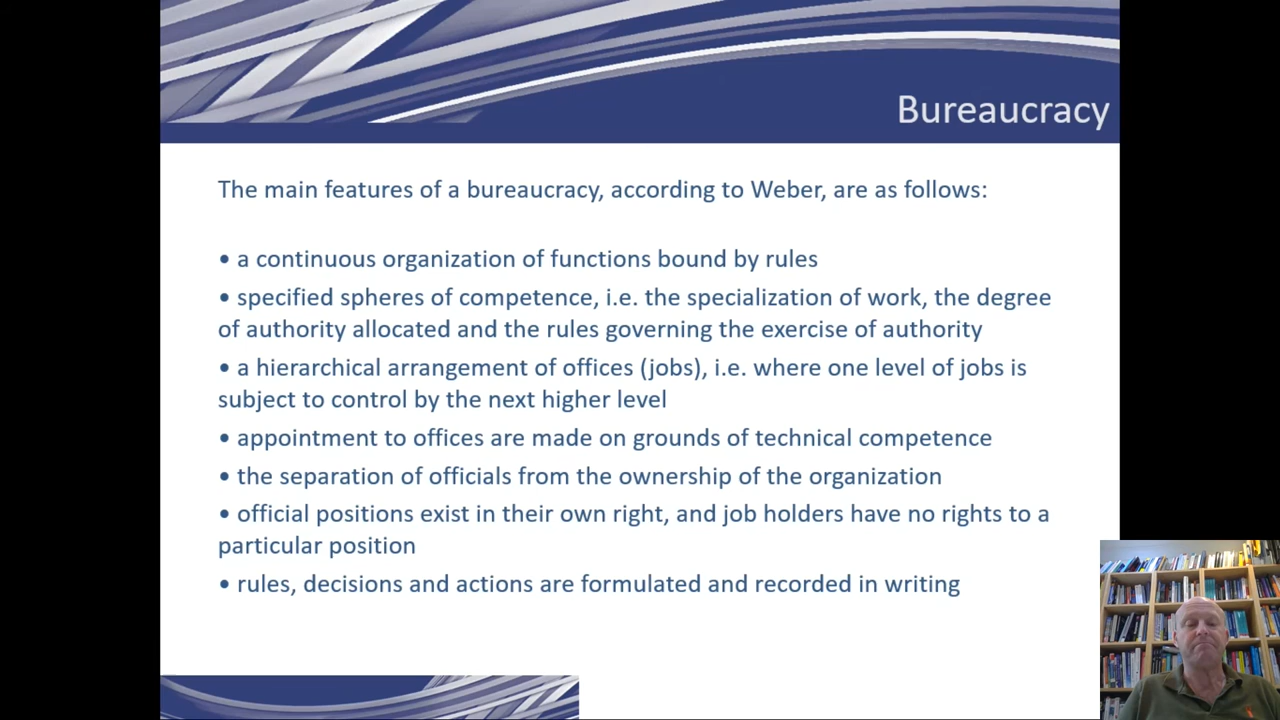 Bureaucracy
The main features of a bureaucracy, according to Weber, are as follows:
• a continuous organization of functions bound by rules
• specified spheres of competence, i.e. the specialization of work, the degree
of authority allocated and the rules governing the exercise of authority
• a hierarchical arrangement of offices (jobs), i.e. where one level of jobs is
subject to control by the next higher level
• appointment to offices are made on grounds of technical competence
• the separation of officials from the ownership of the organization
• official positions exist in their own right, and job holders have no rights to a
particular position
• rules, decisions and actions are formulated and recorded in writing